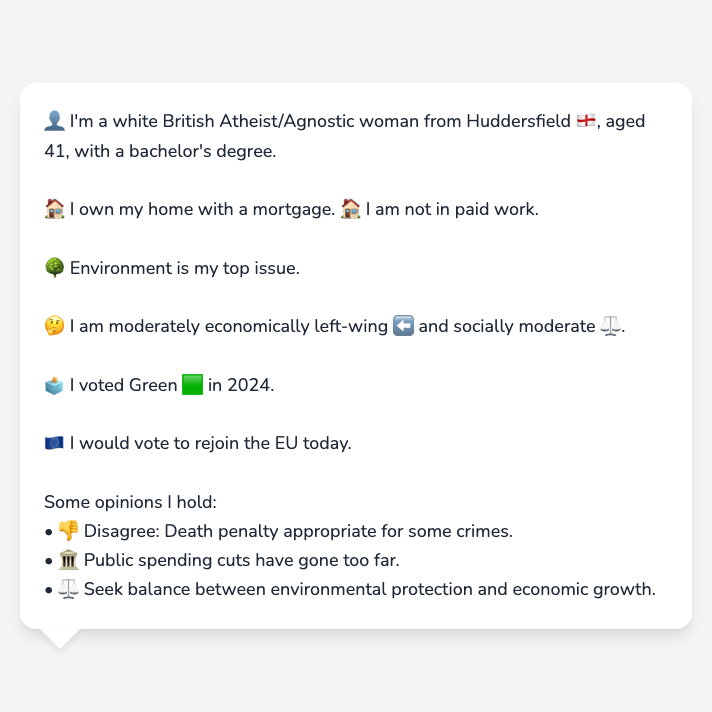 👤 I'm a white British Atheist/Agnostic woman from Huddersfield 🏴󠁧󠁢󠁥󠁮󠁧󠁿, aged
41, with a bachelor's degree.
🏠 I own my home with a mortgage. 🏠 I am not in paid work.
🌳 Environment is my top issue.
🤔 I am moderately economically left-wing ⬅️ and socially moderate ⚖️.
🗳️ I voted Green 🟩 in 2024.
🇪🇺 I would vote to rejoin the EU today.
Some opinions I hold:
• 👎 Disagree: Death penalty appropriate for some crimes.
• 🏛️ Public spending cuts have gone too far.
• ⚖️ Seek balance between environmental protection and economic growth.